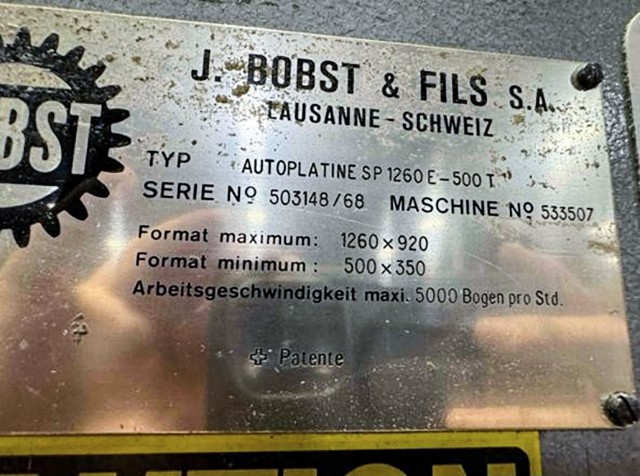 J. BOBST & FILS S.A.
LAUSANNE - SCHWEIZ
BST
TYP AUTOPLATINE SP 1260 E-500 T
SERIE Nº 503148/68 MASCHINE Nº 533507
Format maximum: 1260 x 920
Format minimum: 500 x 350
Arbeitsgeschwindigkeit maxi. 5000 Bogen pro Std.
Patente